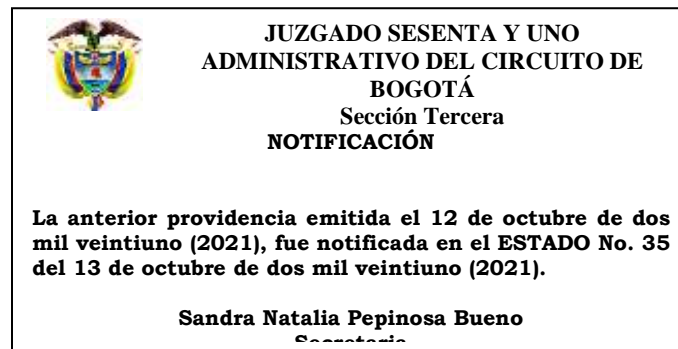 JUZGADO SESENTA Y UNO
ADMINISTRATIVO DEL CIRCUITO DE
BOGOTÁ
Sección Tercera
NOTIFICACIÓN
La anterior providencia emitida el 12 de octubre de dos
mil veintiuno (2021), fue notificada en el ESTADO No. 35
del 13 de octubre de dos mil veintiuno (2021).
Sandra Natalia Pepinosa Bueno
Secretaria